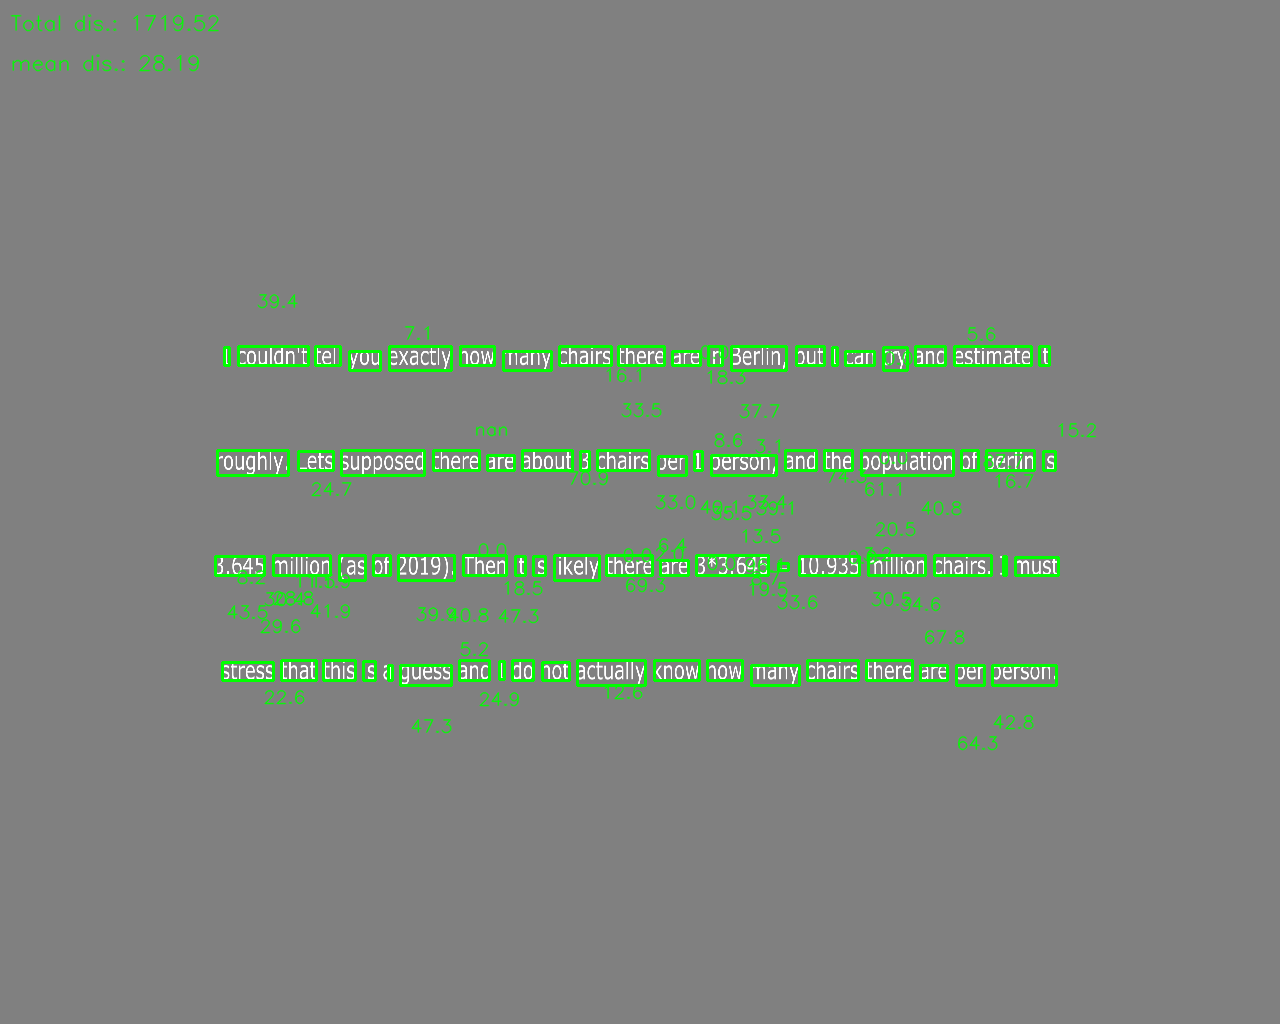 Total dis.: 1719.52
mean dis.: 28.19
39.4
7.1 5.6
I couldn't tell you exactly how many chairs there are in Berlin, but I can try and estimate it
16.1 18.3
33.5 37.7
nan 8.6 3.1 15.2
roughly. Lets supposed there are about 3 chairs per 1 person, and the population of berlin is
24.7 70.9 74.3 61.1 16.7
33.0 40.1 35.5 33.4 39.1 40.8
13.5 20.5
0.0 6.4
3.645 million (as of 2019). Then it is likely there are 3*3.645 = 10.935 million chairs. I must
18.5 69.3 19.5 33.6 30.5 34.6
43.5 29.6 41.9 39.9 40.8 47.3
5.2 67.8
stress that this is a guess and I do not actually know how many chairs there are per person.
22.6 24.9 12.6
47.3 42.8
64.3